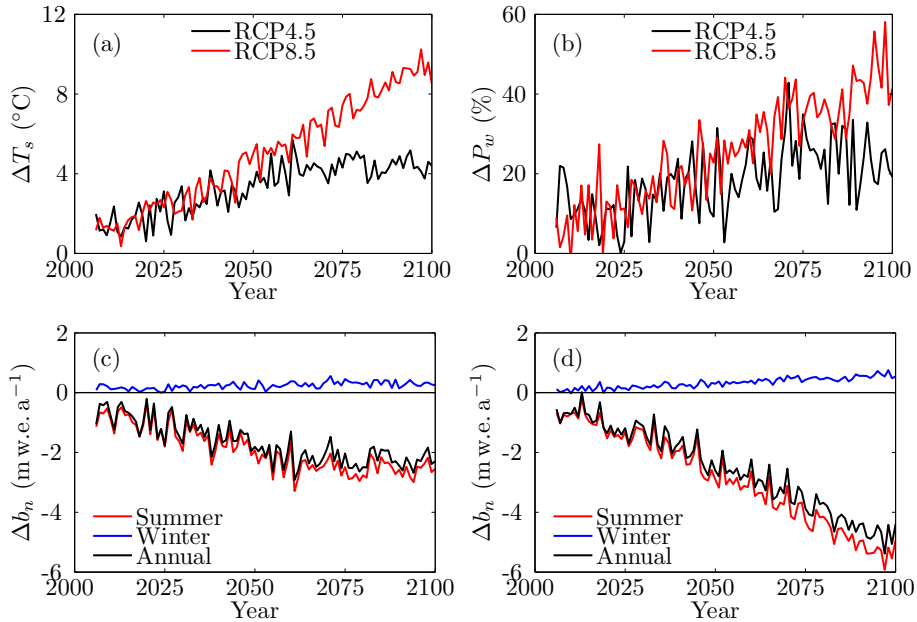 (a)
RCP4.5
RCP8.5
12
8
4
0
ΔT_s (°C)
2000 2025 2050 2075 2100
Year
(b)
RCP4.5
RCP8.5
60
40
20
0
ΔP_w (%)
2000 2025 2050 2075 2100
Year
(c)
2
0
-2
-4
-6
Δb_n (m w.e. a⁻¹)
Summer
Winter
Annual
2000 2025 2050 2075 2100
Year
(d)
2
0
-2
-4
-6
Δb_n (m w.e. a⁻¹)
Summer
Winter
Annual
2000 2025 2050 2075 2100
Year